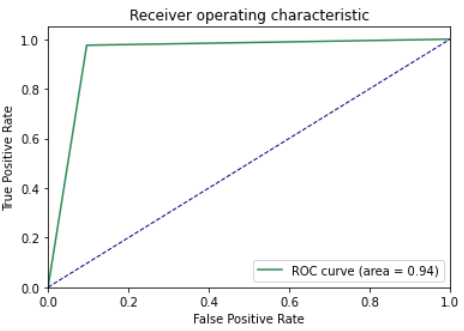 Receiver operating characteristic
True Positive Rate
1.0
0.8
0.6
0.4
0.2
0.0
ROC curve (area = 0.94)
0.0 0.2 0.4 0.6 0.8 1.0
False Positive Rate